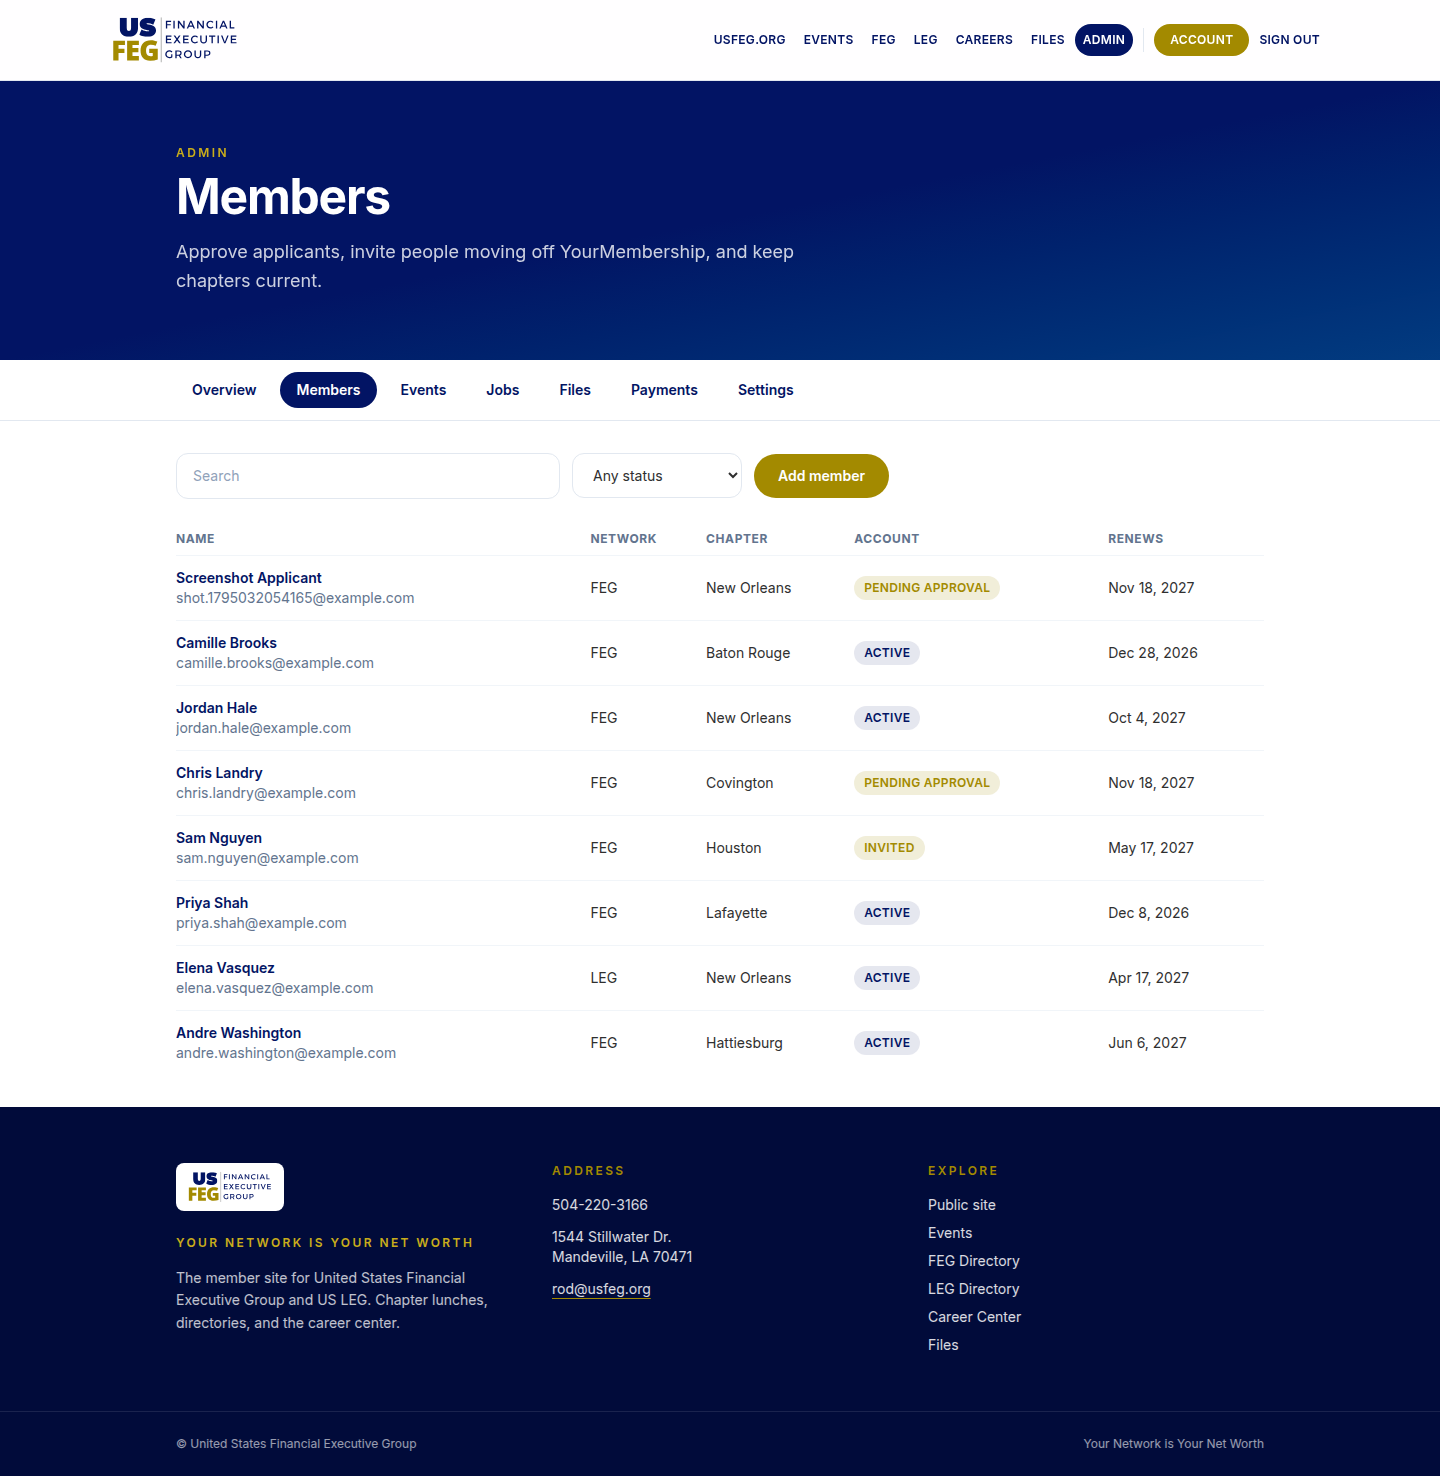 US FINANCIAL
FEG EXECUTIVE
GROUP
USFEG.ORG EVENTS FEG LEG CAREERS FILES ADMIN ACCOUNT SIGN OUT
ADMIN
Members
Approve applicants, invite people moving off YourMembership, and keep
chapters current.
Overview Members Events Jobs Files Payments Settings
Search Any status Add member
NAME NETWORK CHAPTER ACCOUNT RENEWS
Screenshot Applicant
shot.1795032054165@example.com FEG New Orleans PENDING APPROVAL Nov 18, 2027
Camille Brooks
camille.brooks@example.com FEG Baton Rouge ACTIVE Dec 28, 2026
Jordan Hale
jordan.hale@example.com FEG New Orleans ACTIVE Oct 4, 2027
Chris Landry
chris.landry@example.com FEG Covington PENDING APPROVAL Nov 18, 2027
Sam Nguyen
sam.nguyen@example.com FEG Houston INVITED May 17, 2027
Priya Shah
priya.shah@example.com FEG Lafayette ACTIVE Dec 8, 2026
Elena Vasquez
elena.vasquez@example.com LEG New Orleans ACTIVE Apr 17, 2027
Andre Washington
andre.washington@example.com FEG Hattiesburg ACTIVE Jun 6, 2027
US FINANCIAL
FEG EXECUTIVE
GROUP
YOUR NETWORK IS YOUR NET WORTH
The member site for United States Financial
Executive Group and US LEG. Chapter lunches,
directories, and the career center.
ADDRESS
504-220-3166
1544 Stillwater Dr.
Mandeville, LA 70471
rod@usfeg.org
EXPLORE
Public site
Events
FEG Directory
LEG Directory
Career Center
Files
© United States Financial Executive Group
Your Network is Your Net Worth